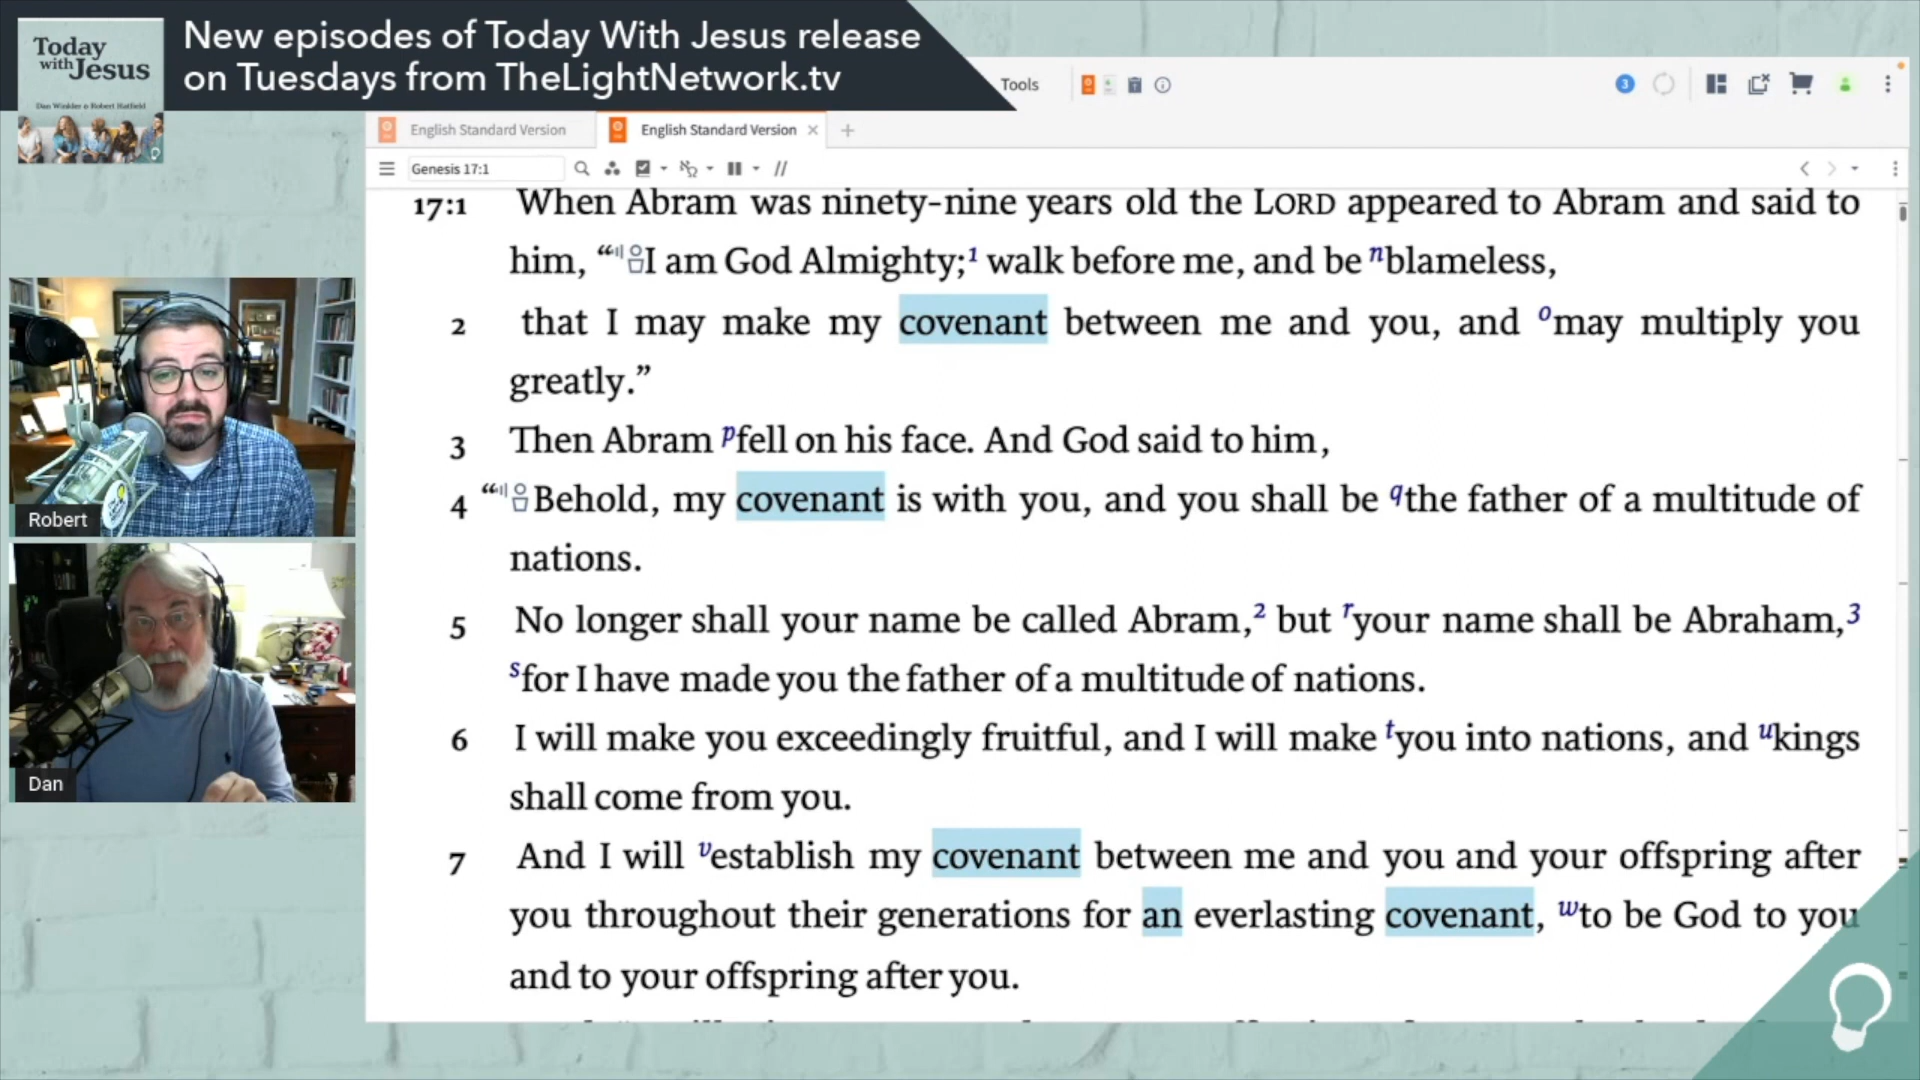 Today
with Jesus
Dan Winkler & Robert Hatfield
New episodes of Today With Jesus release
on Tuesdays from TheLightNetwork.tv
Tools
3
English Standard Version
English Standard Version
Genesis 17:1
17:1 When Abram was ninety-nine years old the LORD appeared to Abram and said to
him, “I am God Almighty;1 walk before me, and be nblameless,
2 that I may make my covenant between me and you, and omay multiply you
greatly.”
3 Then Abram pfell on his face. And God said to him,
4 “Behold, my covenant is with you, and you shall be qthe father of a multitude of
nations.
5 No longer shall your name be called Abram,2 but ryour name shall be Abraham,3
sfor I have made you the father of a multitude of nations.
6 I will make you exceedingly fruitful, and I will make tyou into nations, and ukings
shall come from you.
7 And I will vestablish my covenant between me and you and your offspring after
you throughout their generations for an everlasting covenant, wto be God to you
and to your offspring after you.
Robert
Dan